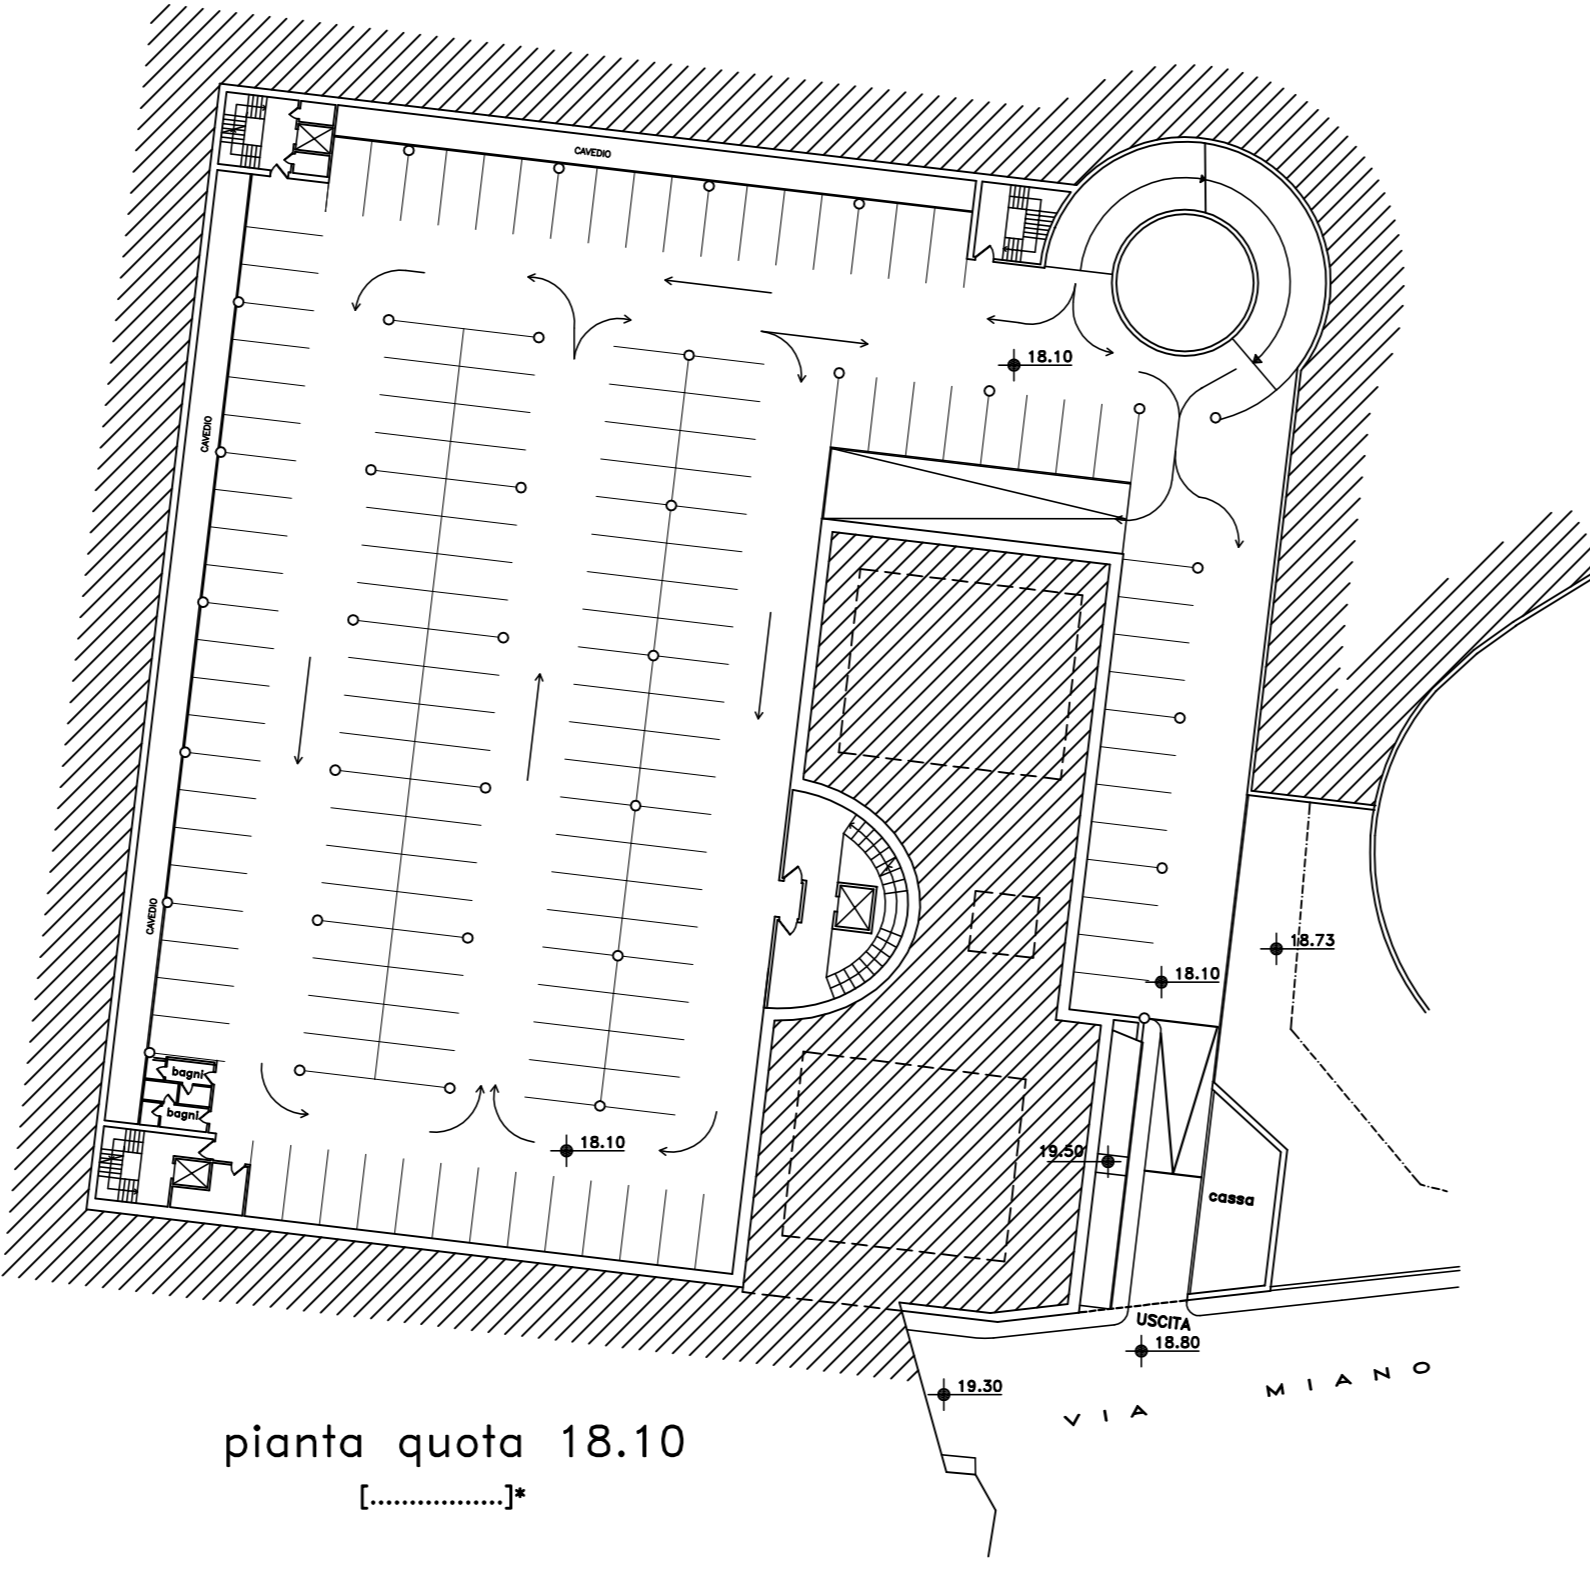 CAVEDIO
18.10
CAVEDIO
CAVEDIO
18.73
18.10
bagni
bagni
18.10
19.50
cassa
USCITA
18.80
19.30
VIA MIANO
pianta quota 18.10
[.................]*